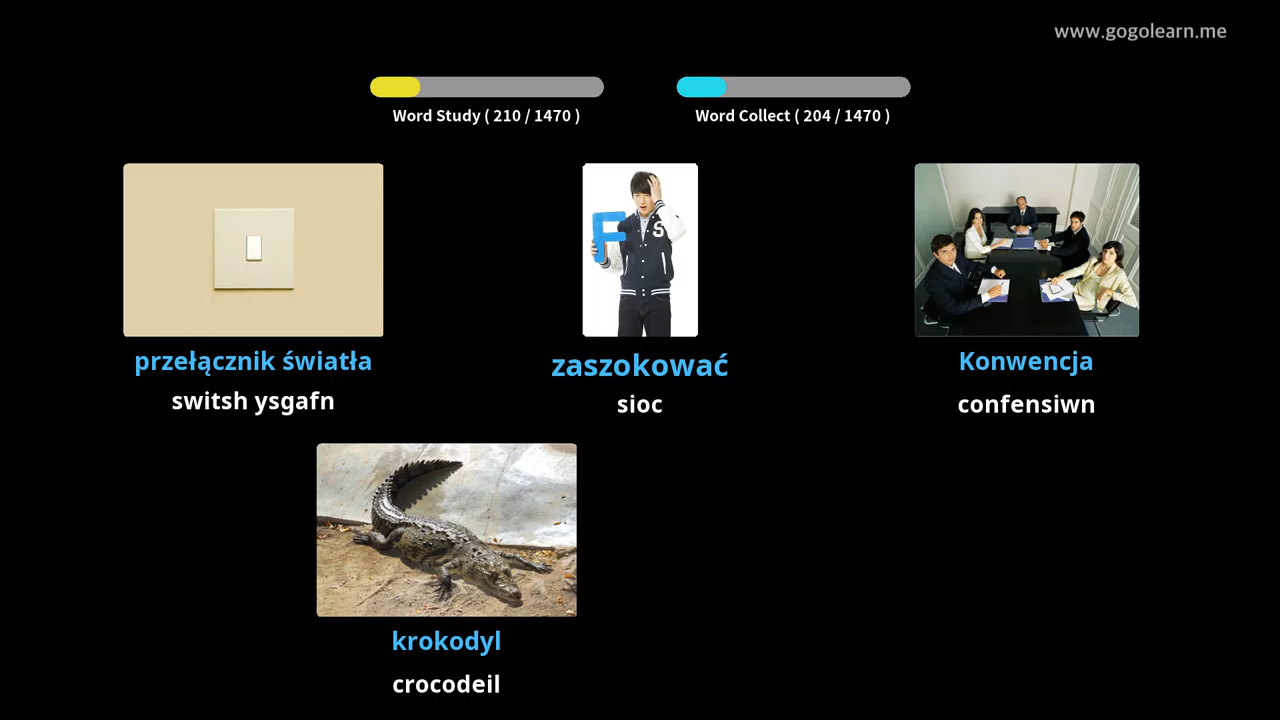 www.gogolearn.me
Word Study ( 210 / 1470 )
Word Collect ( 204 / 1470 )
F
S
przełącznik światła
zaszokować
Konwencja
switsh ysgafn
sioc
confensiwn
krokodyl
crocodeil